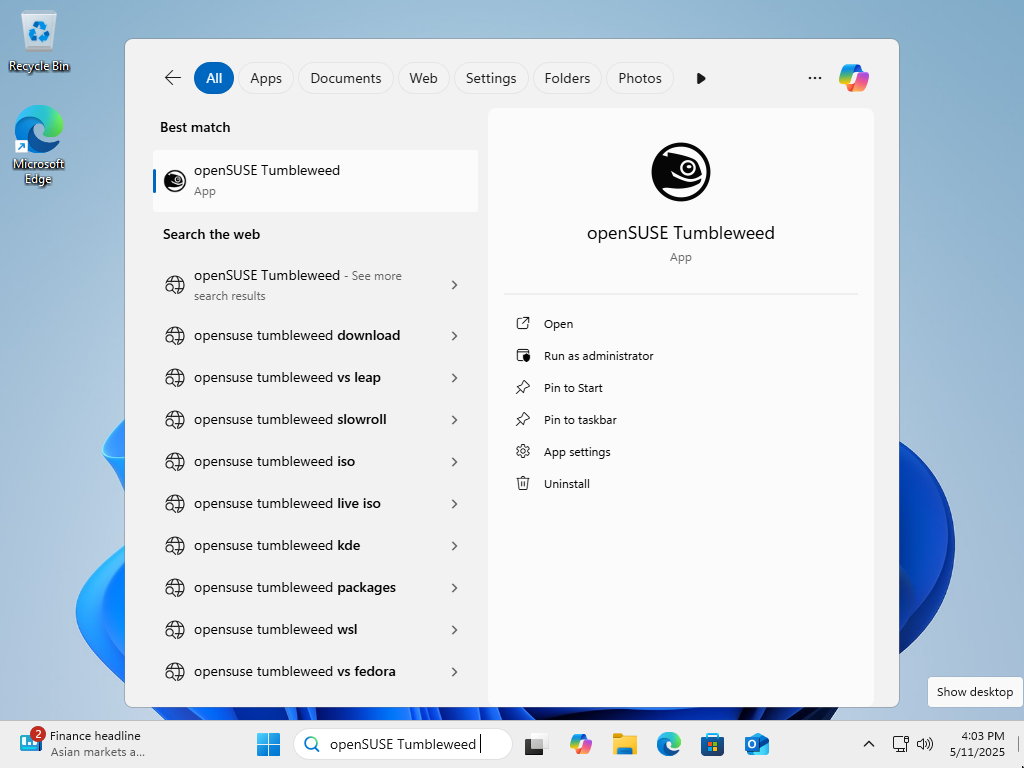 Recycle Bin
Microsoft
Edge
All
Apps
Documents
Web
Settings
Folders
Photos
Best match
openSUSE Tumbleweed
App
Search the web
openSUSE Tumbleweed - See more
search results
opensuse tumbleweed download
opensuse tumbleweed vs leap
opensuse tumbleweed slowroll
opensuse tumbleweed iso
opensuse tumbleweed live iso
opensuse tumbleweed kde
opensuse tumbleweed packages
opensuse tumbleweed wsl
opensuse tumbleweed vs fedora
openSUSE Tumbleweed
App
Open
Run as administrator
Pin to Start
Pin to taskbar
App settings
Uninstall
Show desktop
2
Finance headline
Asian markets a...
openSUSE Tumbleweed
4:03 PM
5/11/2025